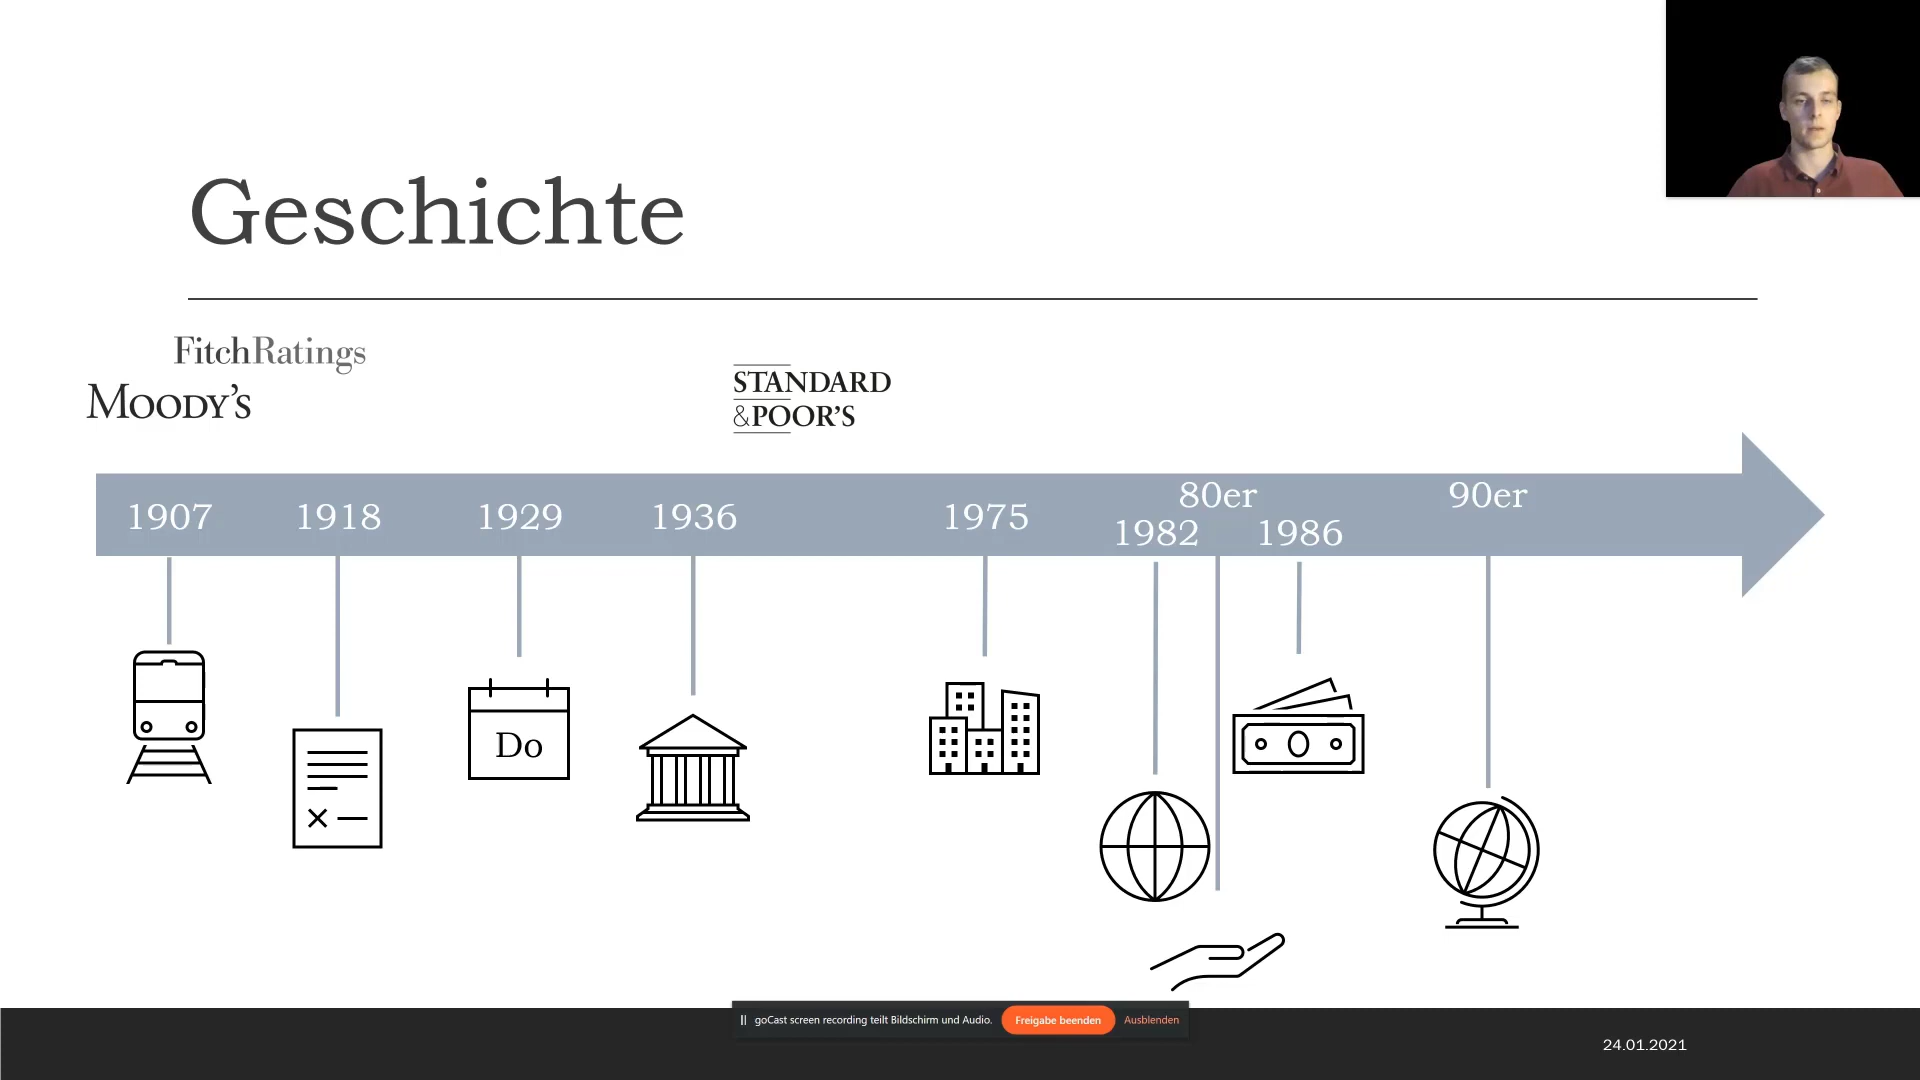 Geschichte
FitchRatings
MOODY'S
STANDARD
&POOR'S
1907 1918 1929 1936 1975 1982 80er 1986 90er
Do
|| goCast screen recording teilt Bildschirm und Audio. Freigabe beenden Ausblenden
24.01.2021